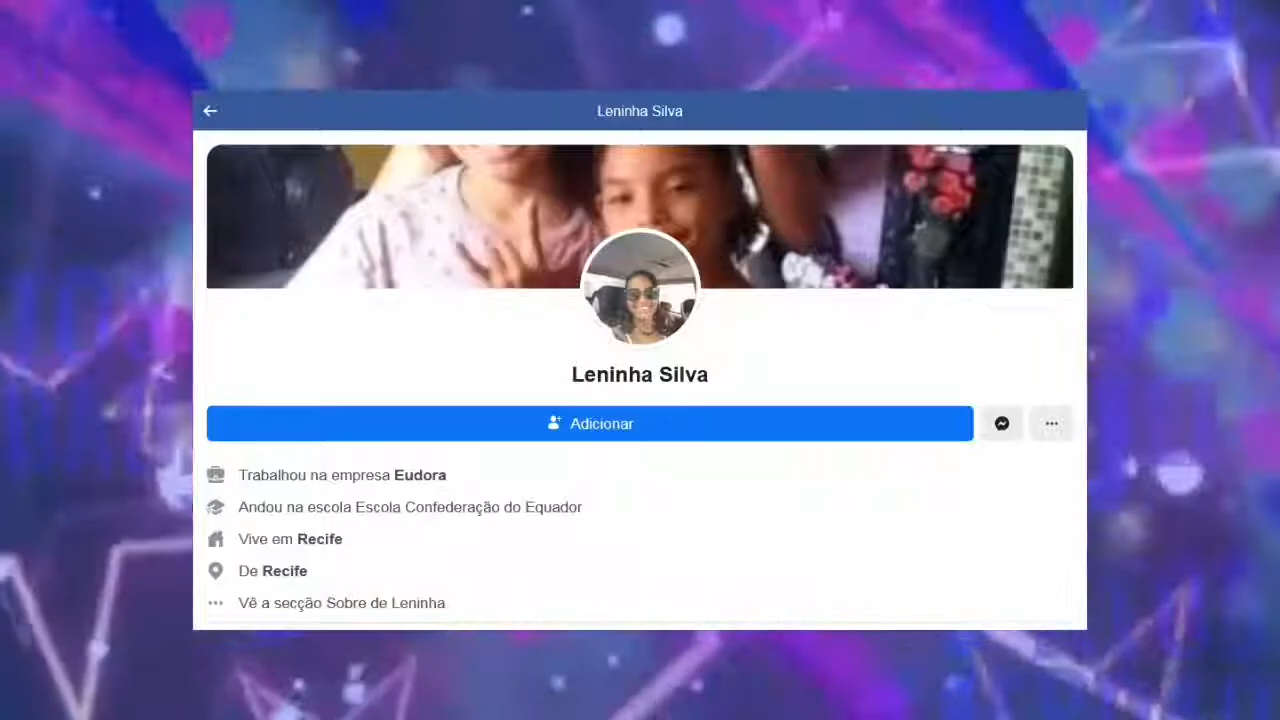 Leninha Silva
Leninha Silva
Adicionar
Trabalhou na empresa Eudora
Andou na escola Escola Confederação do Equador
Vive em Recife
De Recife
Vê a secção Sobre de Leninha